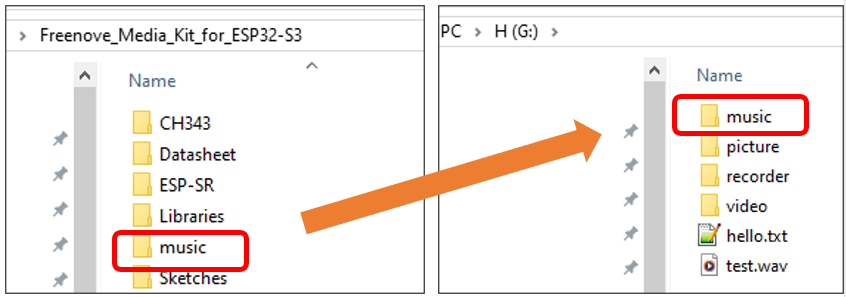 Freenove_Media_Kit_for_ESP32-S3
Name
CH343
Datasheet
ESP-SR
Libraries
music
Sketches
PC > H (G:) >
Name
music
picture
recorder
video
hello.txt
test.wav